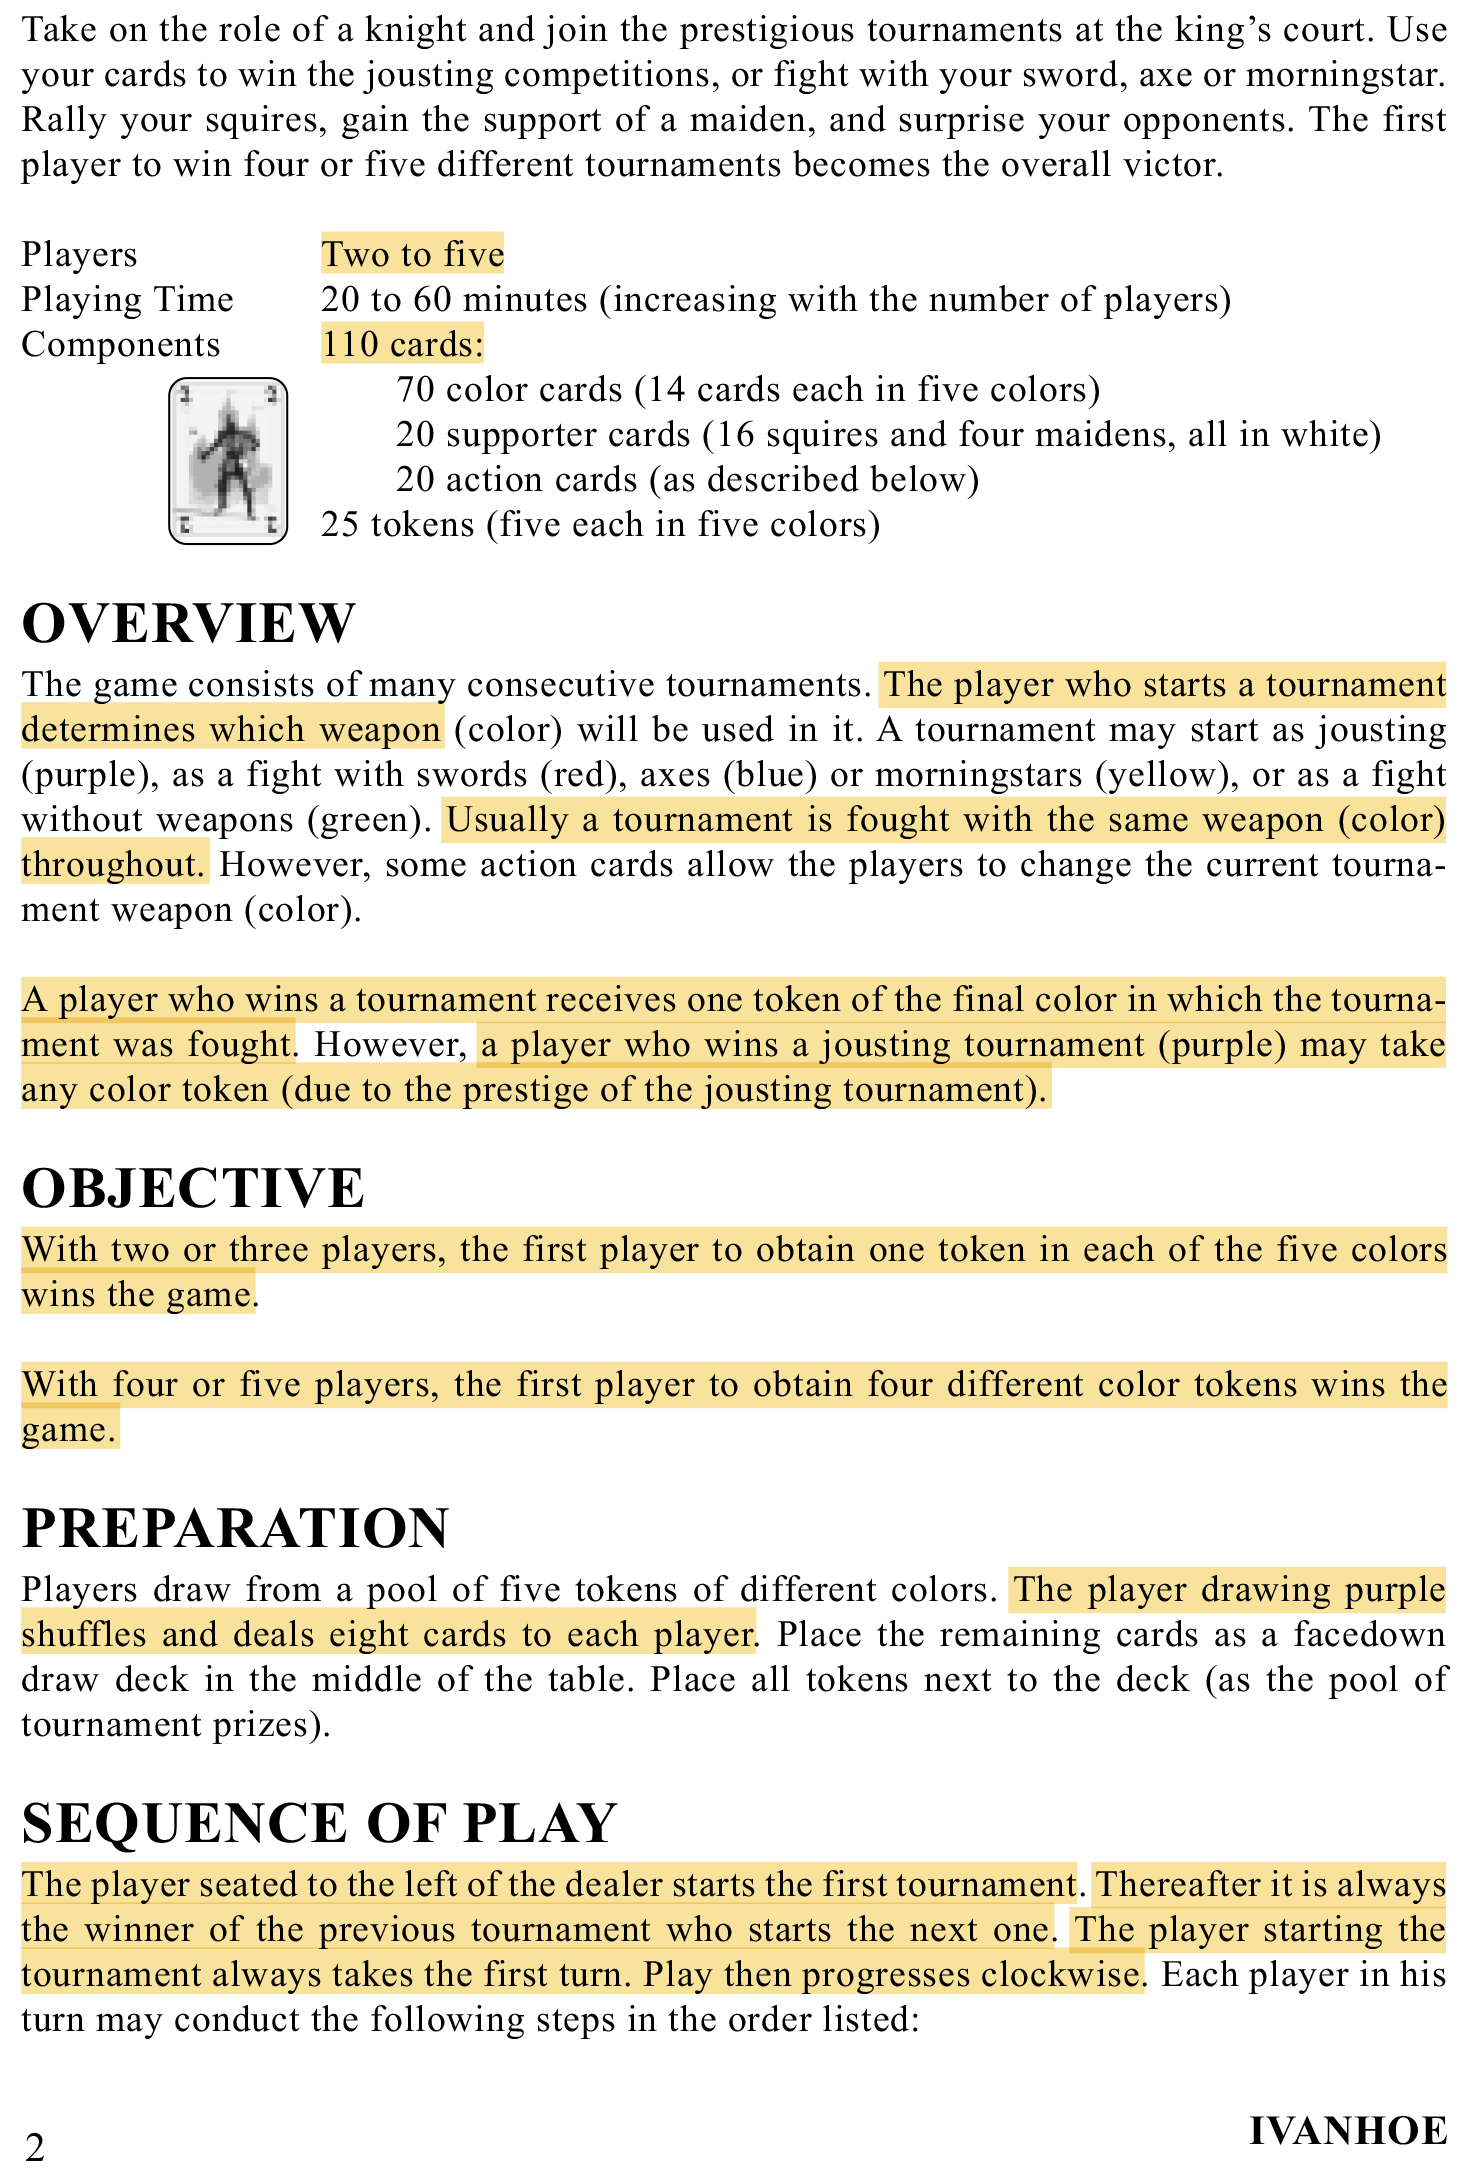 Take on the role of a knight and join the prestigious tournaments at the king’s court. Use
your cards to win the jousting competitions, or fight with your sword, axe or morningstar.
Rally your squires, gain the support of a maiden, and surprise your opponents. The first
player to win four or five different tournaments becomes the overall victor.
Players Two to five
Playing Time 20 to 60 minutes (increasing with the number of players)
Components 110 cards:
70 color cards (14 cards each in five colors)
20 supporter cards (16 squires and four maidens, all in white)
20 action cards (as described below)
25 tokens (five each in five colors)
OVERVIEW
The game consists of many consecutive tournaments. The player who starts a tournament
determines which weapon (color) will be used in it. A tournament may start as jousting
(purple), as a fight with swords (red), axes (blue) or morningstars (yellow), or as a fight
without weapons (green). Usually a tournament is fought with the same weapon (color)
throughout. However, some action cards allow the players to change the current tourna-
ment weapon (color).
A player who wins a tournament receives one token of the final color in which the tourna-
ment was fought. However, a player who wins a jousting tournament (purple) may take
any color token (due to the prestige of the jousting tournament).
OBJECTIVE
With two or three players, the first player to obtain one token in each of the five colors
wins the game.
With four or five players, the first player to obtain four different color tokens wins the
game.
PREPARATION
Players draw from a pool of five tokens of different colors. The player drawing purple
shuffles and deals eight cards to each player. Place the remaining cards as a facedown
draw deck in the middle of the table. Place all tokens next to the deck (as the pool of
tournament prizes).
SEQUENCE OF PLAY
The player seated to the left of the dealer starts the first tournament. Thereafter it is always
the winner of the previous tournament who starts the next one. The player starting the
tournament always takes the first turn. Play then progresses clockwise. Each player in his
turn may conduct the following steps in the order listed:
2 IVANHOE